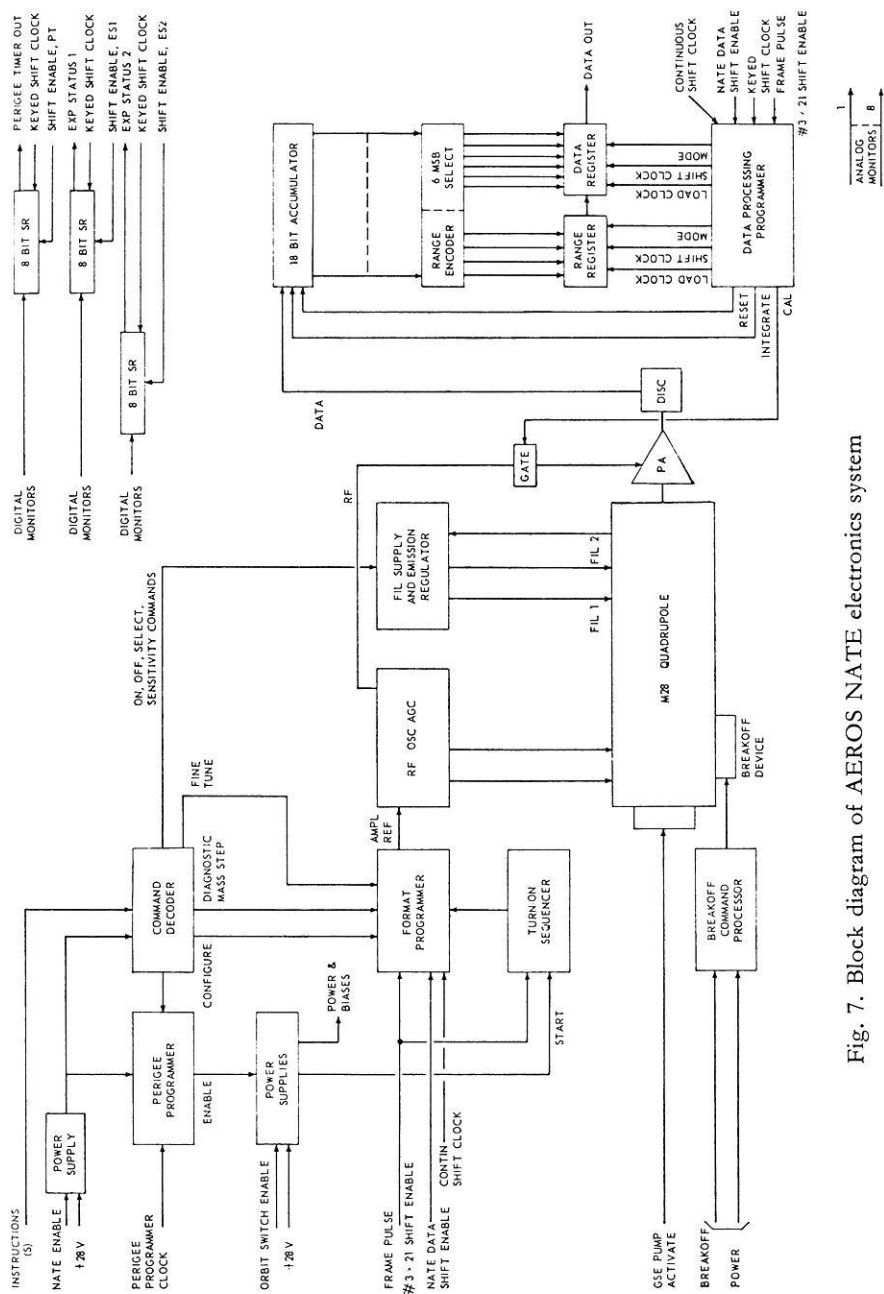 INSTRUCTIONS
(S)
NATE ENABLE
+28V
POWER
SUPPLY
PERIGEE
PROGRAMMER
CLOCK
PERIGEE
PROGRAMMER
COMMAND
DECODER
ENABLE
CONFIGURE
DIAGNOSTIC
MASS STEP
FINE
TUNE
ON, OFF, SELECT,
SENSITIVITY COMMANDS
ORBIT SWITCH ENABLE
+28V
POWER
SUPPLIES
POWER &
BIASES
FRAME PULSE
#3 · 21 SHIFT ENABLE
NATE DATA
SHIFT ENABLE
CONTIN
SHIFT CLOCK
START
FORMAT
PROGRAMMER
TURN ON
SEQUENCER
AMPL
REF
RF OSC AGC
FIL SUPPLY
AND EMISSION
REGULATOR
RF
FIL 1
FIL 2
GSE PUMP
ACTIVATE
BREAKOFF
POWER
BREAKOFF
COMMAND
PROCESSOR
BREAKOFF
DEVICE
M28 QUADRUPOLE
GATE
PA
DISC
DATA
DIGITAL
MONITORS
8 BIT SR
PERIGEE TIMER OUT
KEYED SHIFT CLOCK
SHIFT ENABLE, PT
DIGITAL
MONITORS
8 BIT SR
EXP STATUS 1
KEYED SHIFT CLOCK
SHIFT ENABLE, ES1
DIGITAL
MONITORS
8 BIT SR
EXP STATUS 2
KEYED SHIFT CLOCK
SHIFT ENABLE, ES2
18 BIT ACCUMULATOR
RANGE
ENCODER
6 MSB
SELECT
RANGE
REGISTER
DATA
REGISTER
DATA OUT
LOAD CLOCK
SHIFT CLOCK
MODE
LOAD CLOCK
SHIFT CLOCK
MODE
RESET
INTEGRATE
CAL
DATA PROCESSING
PROGRAMMER
CONTINUOUS
SHIFT CLOCK
NATE DATA
SHIFT ENABLE
KEYED
SHIFT CLOCK
FRAME PULSE
#3 · 21 SHIFT ENABLE
ANALOG
MONITORS
1
8
Fig. 7. Block diagram of AEROS NATE electronics system